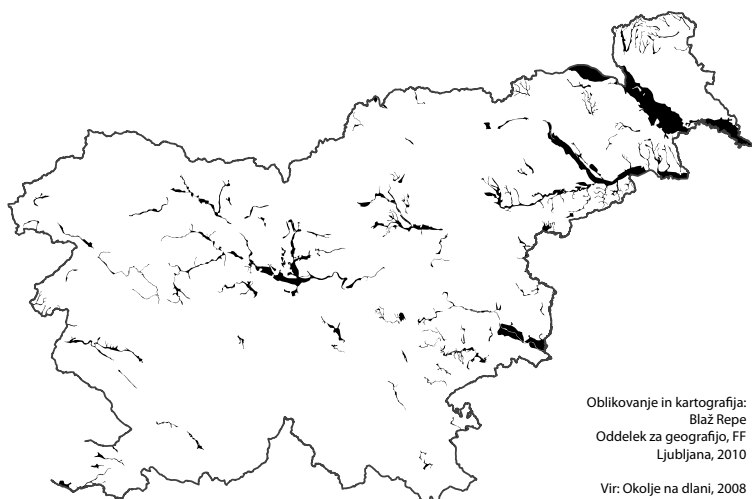 Oblikovanje in kartografija:
Blaž Repe
Oddelek za geografijo, FF
Ljubljana, 2010
Vir: Okolje na dlani, 2008